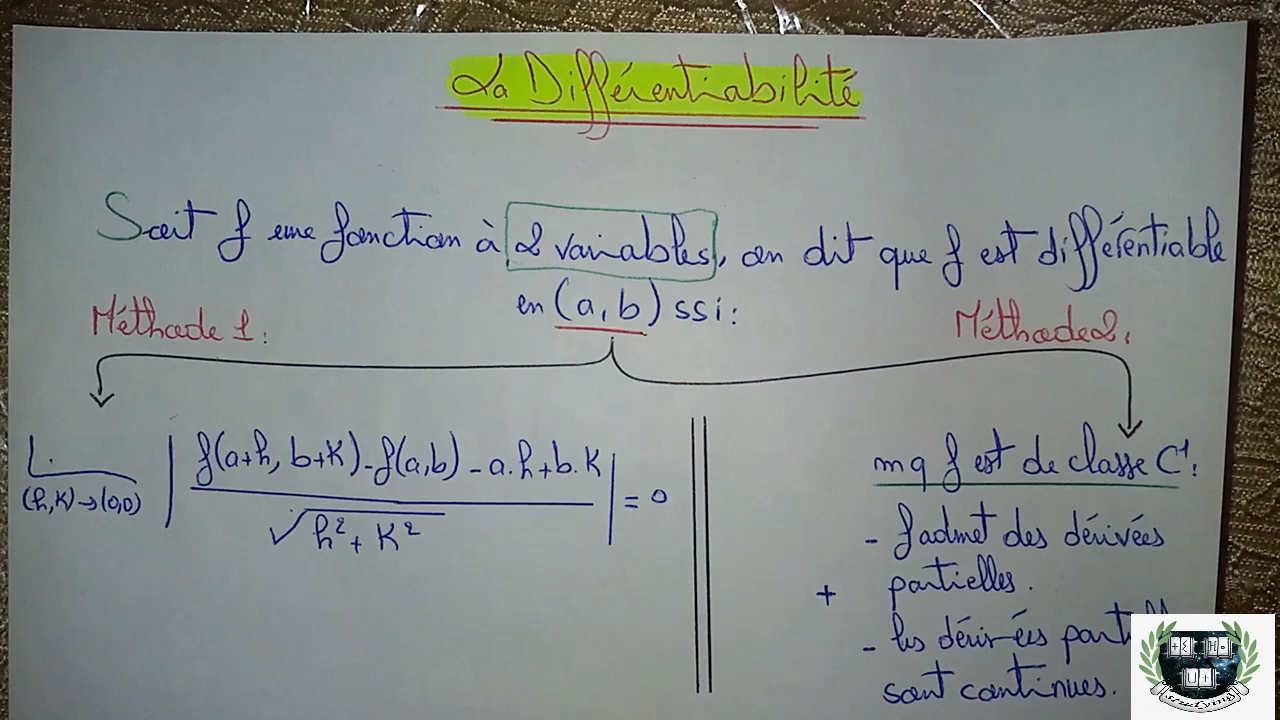 La Différentiabilité
Soit f une fonction à 2 variables, on dit que f est différentiable
en (a, b) ssi:
Méthode 1:
L.
(h,K)→(0,0)
| f(a+h, b+K) - f(a,b) - a.h + b.K / √h² + K² | = 0
Méthode 2:
mq f est de classe C¹:
- f admet des dérivées
+ partielles.
- les dérivées
sont continues.